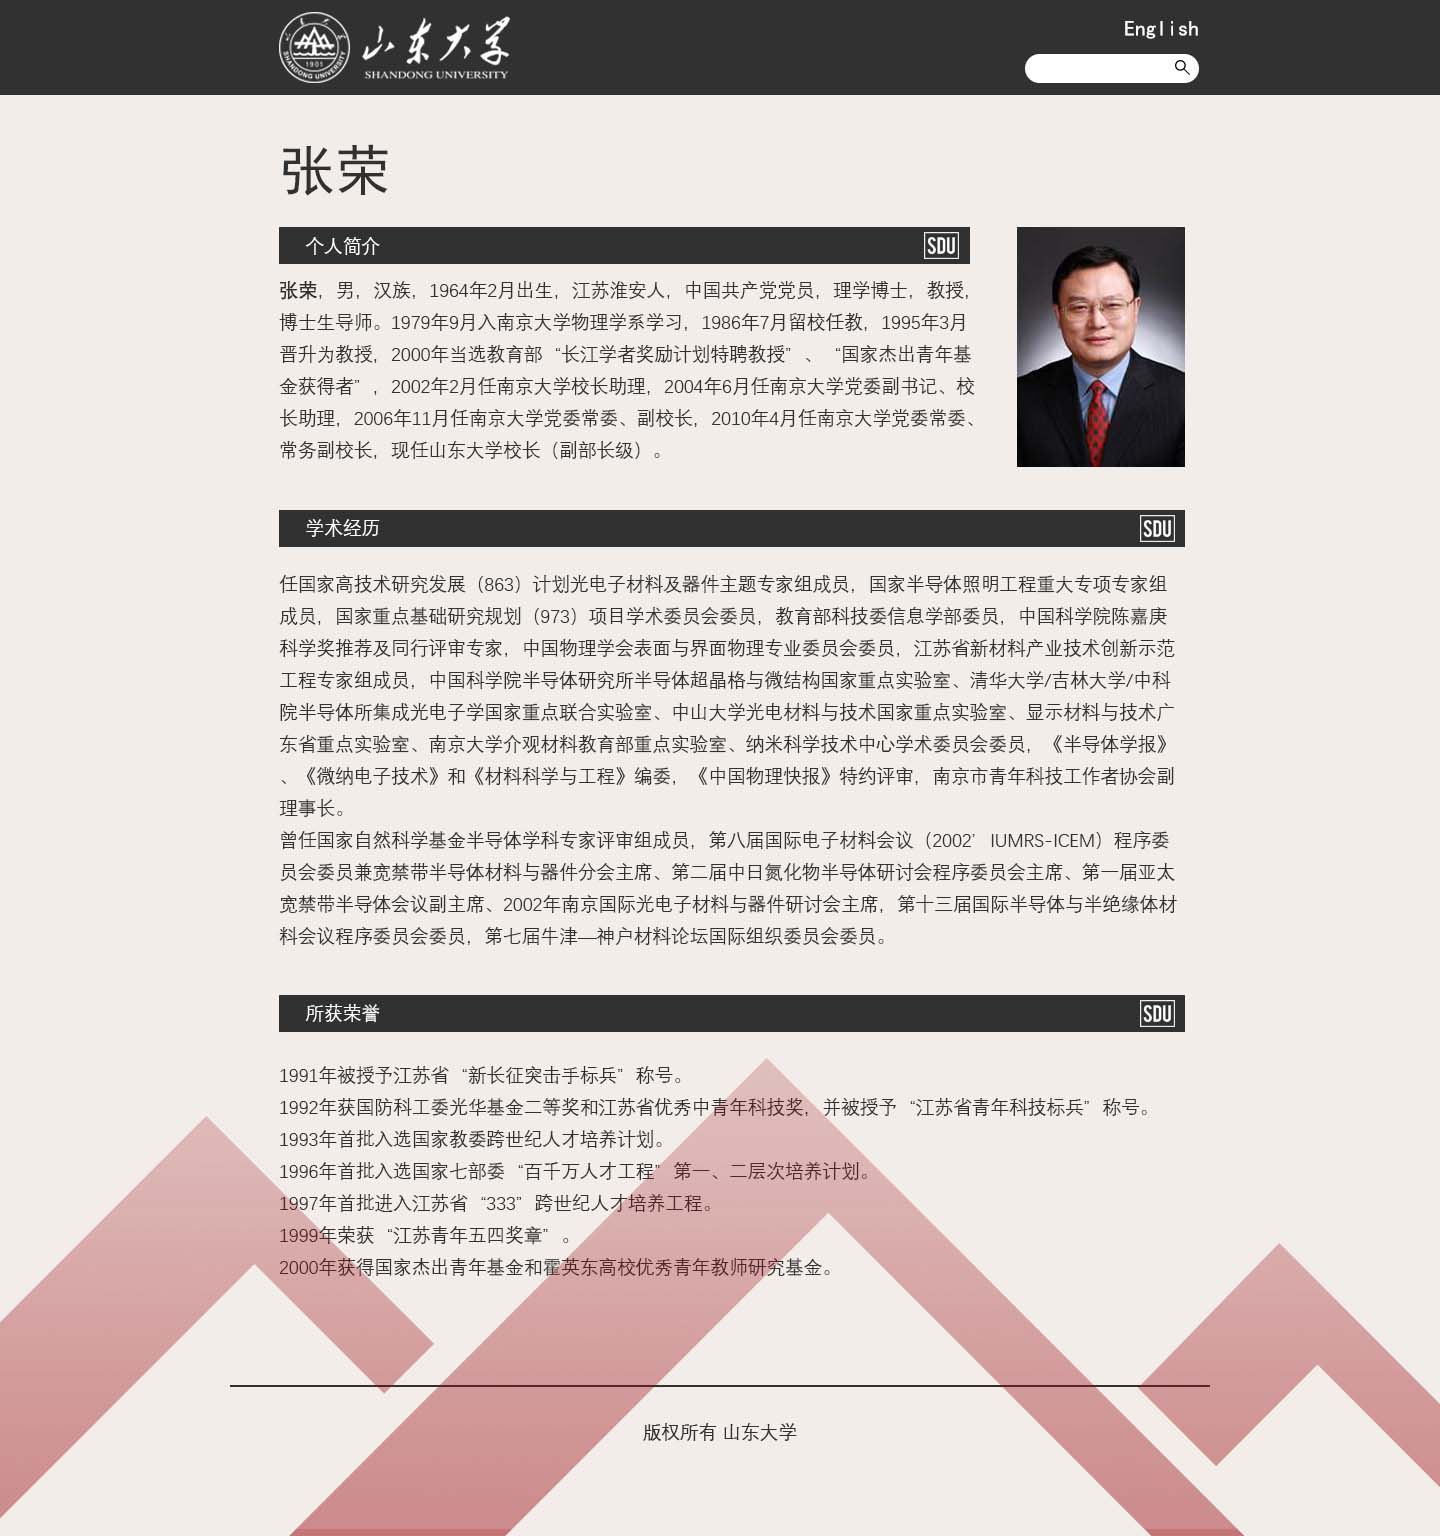 山东大学
SHANDONG UNIVERSITY
1901
SHANDONG UNIVERSITY
English
张荣
个人简介
SDU
张荣，男，汉族，1964年2月出生，江苏淮安人，中国共产党党员，理学博士，教授，
博士生导师。1979年9月入南京大学物理学系学习，1986年7月留校任教，1995年3月
晋升为教授，2000年当选教育部“长江学者奖励计划特聘教授”、“国家杰出青年基
金获得者”，2002年2月任南京大学校长助理，2004年6月任南京大学党委副书记、校
长助理，2006年11月任南京大学党委常委、副校长，2010年4月任南京大学党委常委、
常务副校长，现任山东大学校长（副部长级）。
学术经历
SDU
任国家高技术研究发展（863）计划光电子材料及器件主题专家组成员，国家半导体照明工程重大专项专家组
成员，国家重点基础研究规划（973）项目学术委员会委员，教育部科技委信息学部委员，中国科学院陈嘉庚
科学奖推荐及同行评审专家，中国物理学会表面与界面物理专业委员会委员，江苏省新材料产业技术创新示范
工程专家组成员，中国科学院半导体研究所半导体超晶格与微结构国家重点实验室、清华大学/吉林大学/中科
院半导体所集成光电子学国家重点联合实验室、中山大学光电材料与技术国家重点实验室、显示材料与技术广
东省重点实验室、南京大学介观材料教育部重点实验室、纳米科学技术中心学术委员会委员，《半导体学报》
、《微纳电子技术》和《材料科学与工程》编委，《中国物理快报》特约评审，南京市青年科技工作者协会副
理事长。
曾任国家自然科学基金半导体学科专家评审组成员，第八届国际电子材料会议（2002’IUMRS-ICEM）程序委
员会委员兼宽禁带半导体材料与器件分会主席、第二届中日氮化物半导体研讨会程序委员会主席、第一届亚太
宽禁带半导体会议副主席、2002年南京国际光电子材料与器件研讨会主席，第十三届国际半导体与半绝缘体材
料会议程序委员会委员，第七届牛津—神户材料论坛国际组织委员会委员。
所获荣誉
SDU
1991年被授予江苏省“新长征突击手标兵”称号。
1992年获国防科工委光华基金二等奖和江苏省优秀中青年科技奖，并被授予“江苏省青年科技标兵”称号。
1993年首批入选国家教委跨世纪人才培养计划。
1996年首批入选国家七部委“百千万人才工程”第一、二层次培养计划。
1997年首批进入江苏省“333”跨世纪人才培养工程。
1999年荣获“江苏青年五四奖章”。
2000年获得国家杰出青年基金和霍英东高校优秀青年教师研究基金。
版权所有 山东大学